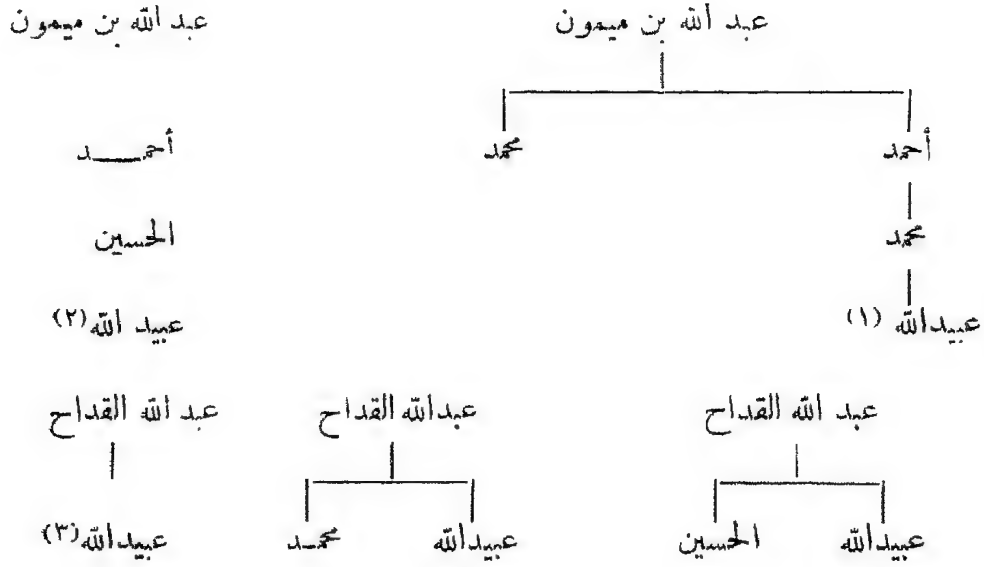 عبد الله بن ميمون عبد الله بن ميمون
أحمد محمد أحمـــد
محمد الحسين
عبيدالله (١) عبيد الله (٢)
عبد الله القداح عبدالله القداح عبد الله القداح
عبيدالله الحسين عبيدالله محمـد عبيدالله (٣)